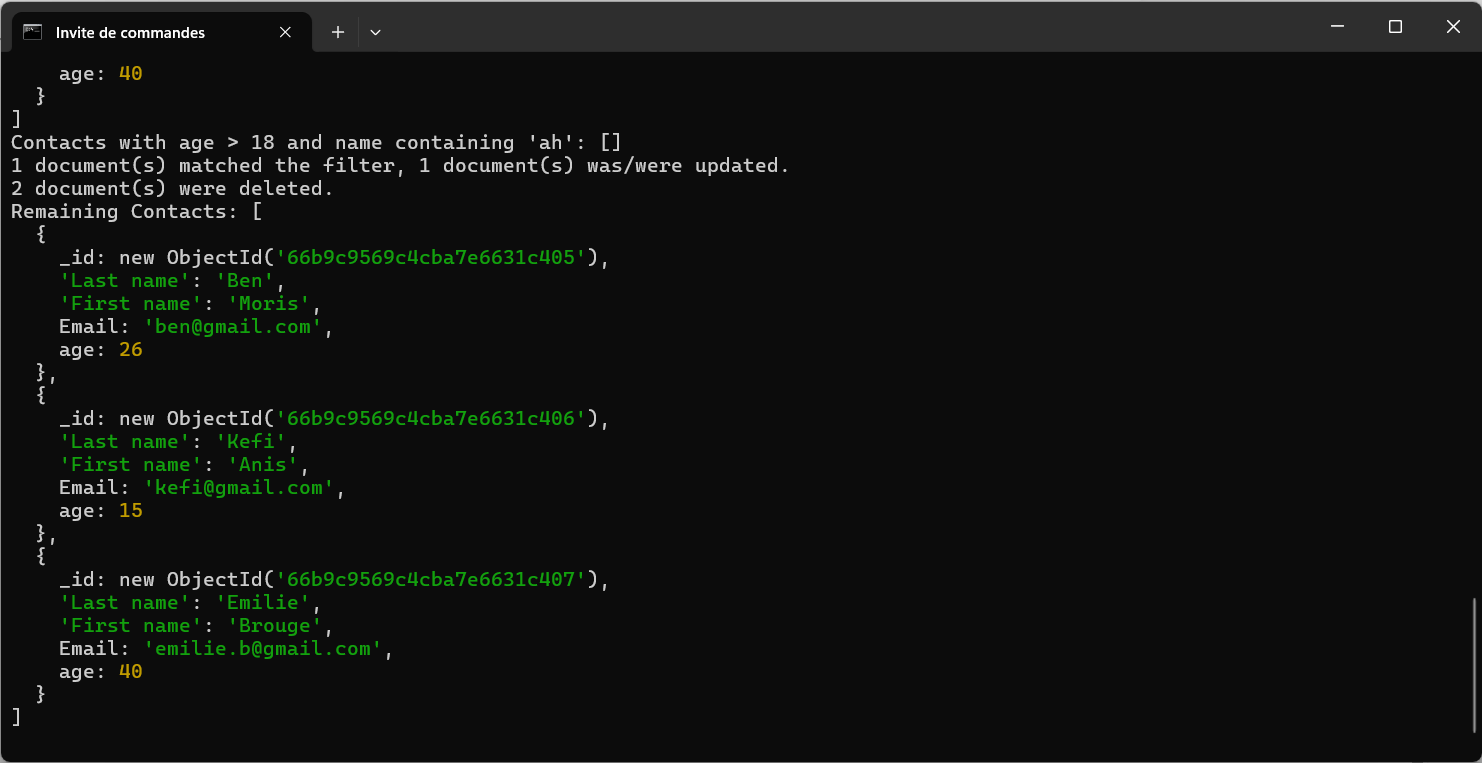 Invite de commandes
    age: 40
  }
]
Contacts with age > 18 and name containing 'ah': []
1 document(s) matched the filter, 1 document(s) was/were updated.
2 document(s) were deleted.
Remaining Contacts: [
  {
    _id: new ObjectId('66b9c9569c4cba7e6631c405'),
    'Last name': 'Ben',
    'First name': 'Moris',
    Email: 'ben@gmail.com',
    age: 26
  },
  {
    _id: new ObjectId('66b9c9569c4cba7e6631c406'),
    'Last name': 'Kefi',
    'First name': 'Anis',
    Email: 'kefi@gmail.com',
    age: 15
  },
  {
    _id: new ObjectId('66b9c9569c4cba7e6631c407'),
    'Last name': 'Emilie',
    'First name': 'Brouge',
    Email: 'emilie.b@gmail.com',
    age: 40
  }
]